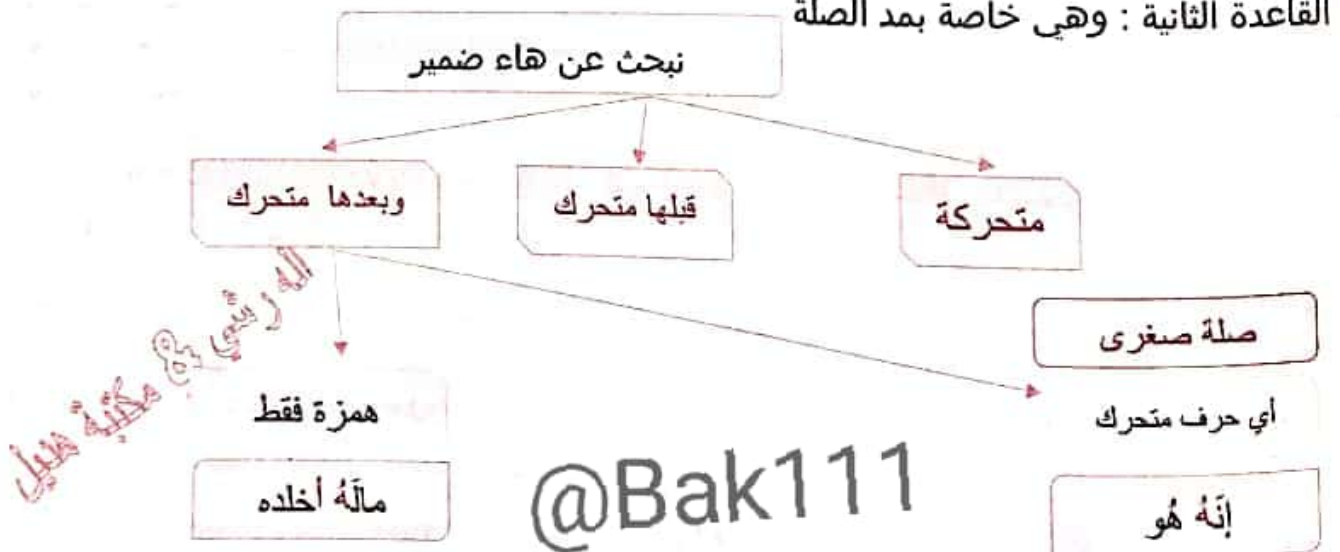 القاعدة الثانية : وهي خاصة بمد الصلة
نبحث عن هاء ضمير
متحركة
قبلها متحرك
وبعدها متحرك
صلة صغرى
أي حرف متحرك
همزة فقط
إنَّهُ هُو
مالَهُ أخلده
@Bak111
& مكتبة